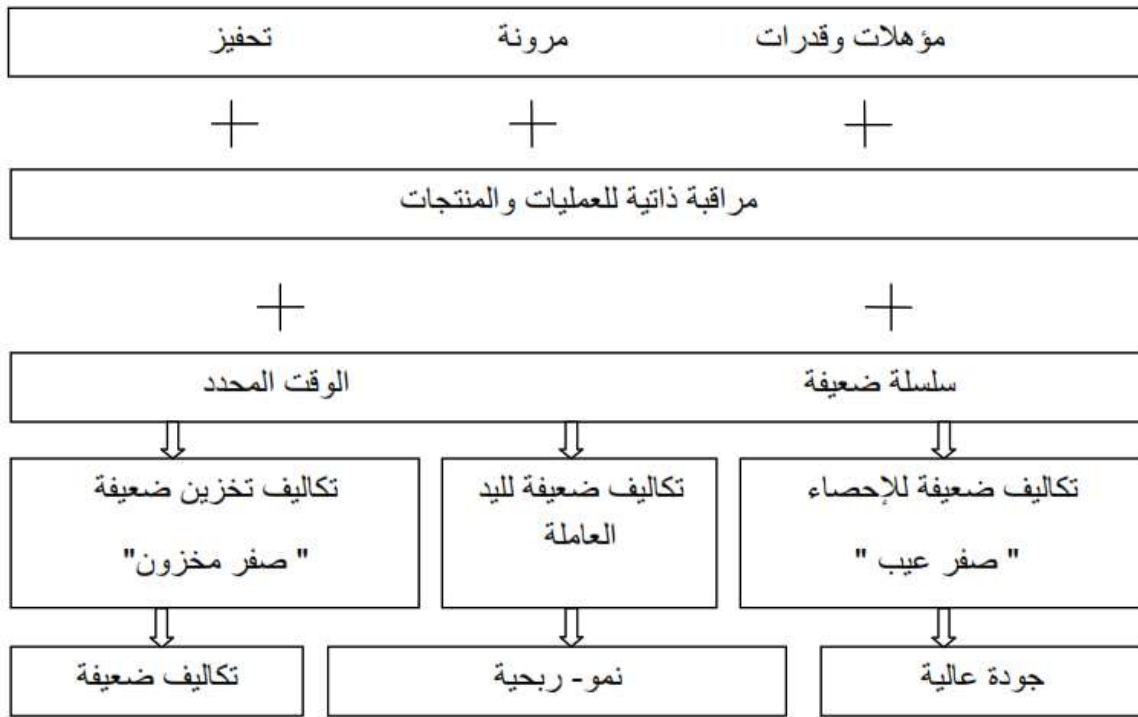 مؤهلات وقدرات مرونة تحفيز
مراقبة ذاتية للعمليات والمنتجات
سلسلة ضعيفة الوقت المحدد
تكاليف ضعيفة للإحصاء
" صفر عيب "
تكاليف ضعيفة لليد
العاملة
تكاليف تخزين ضعيفة
" صفر مخزون"
جودة عالية
نمو- ربحية
تكاليف ضعيفة